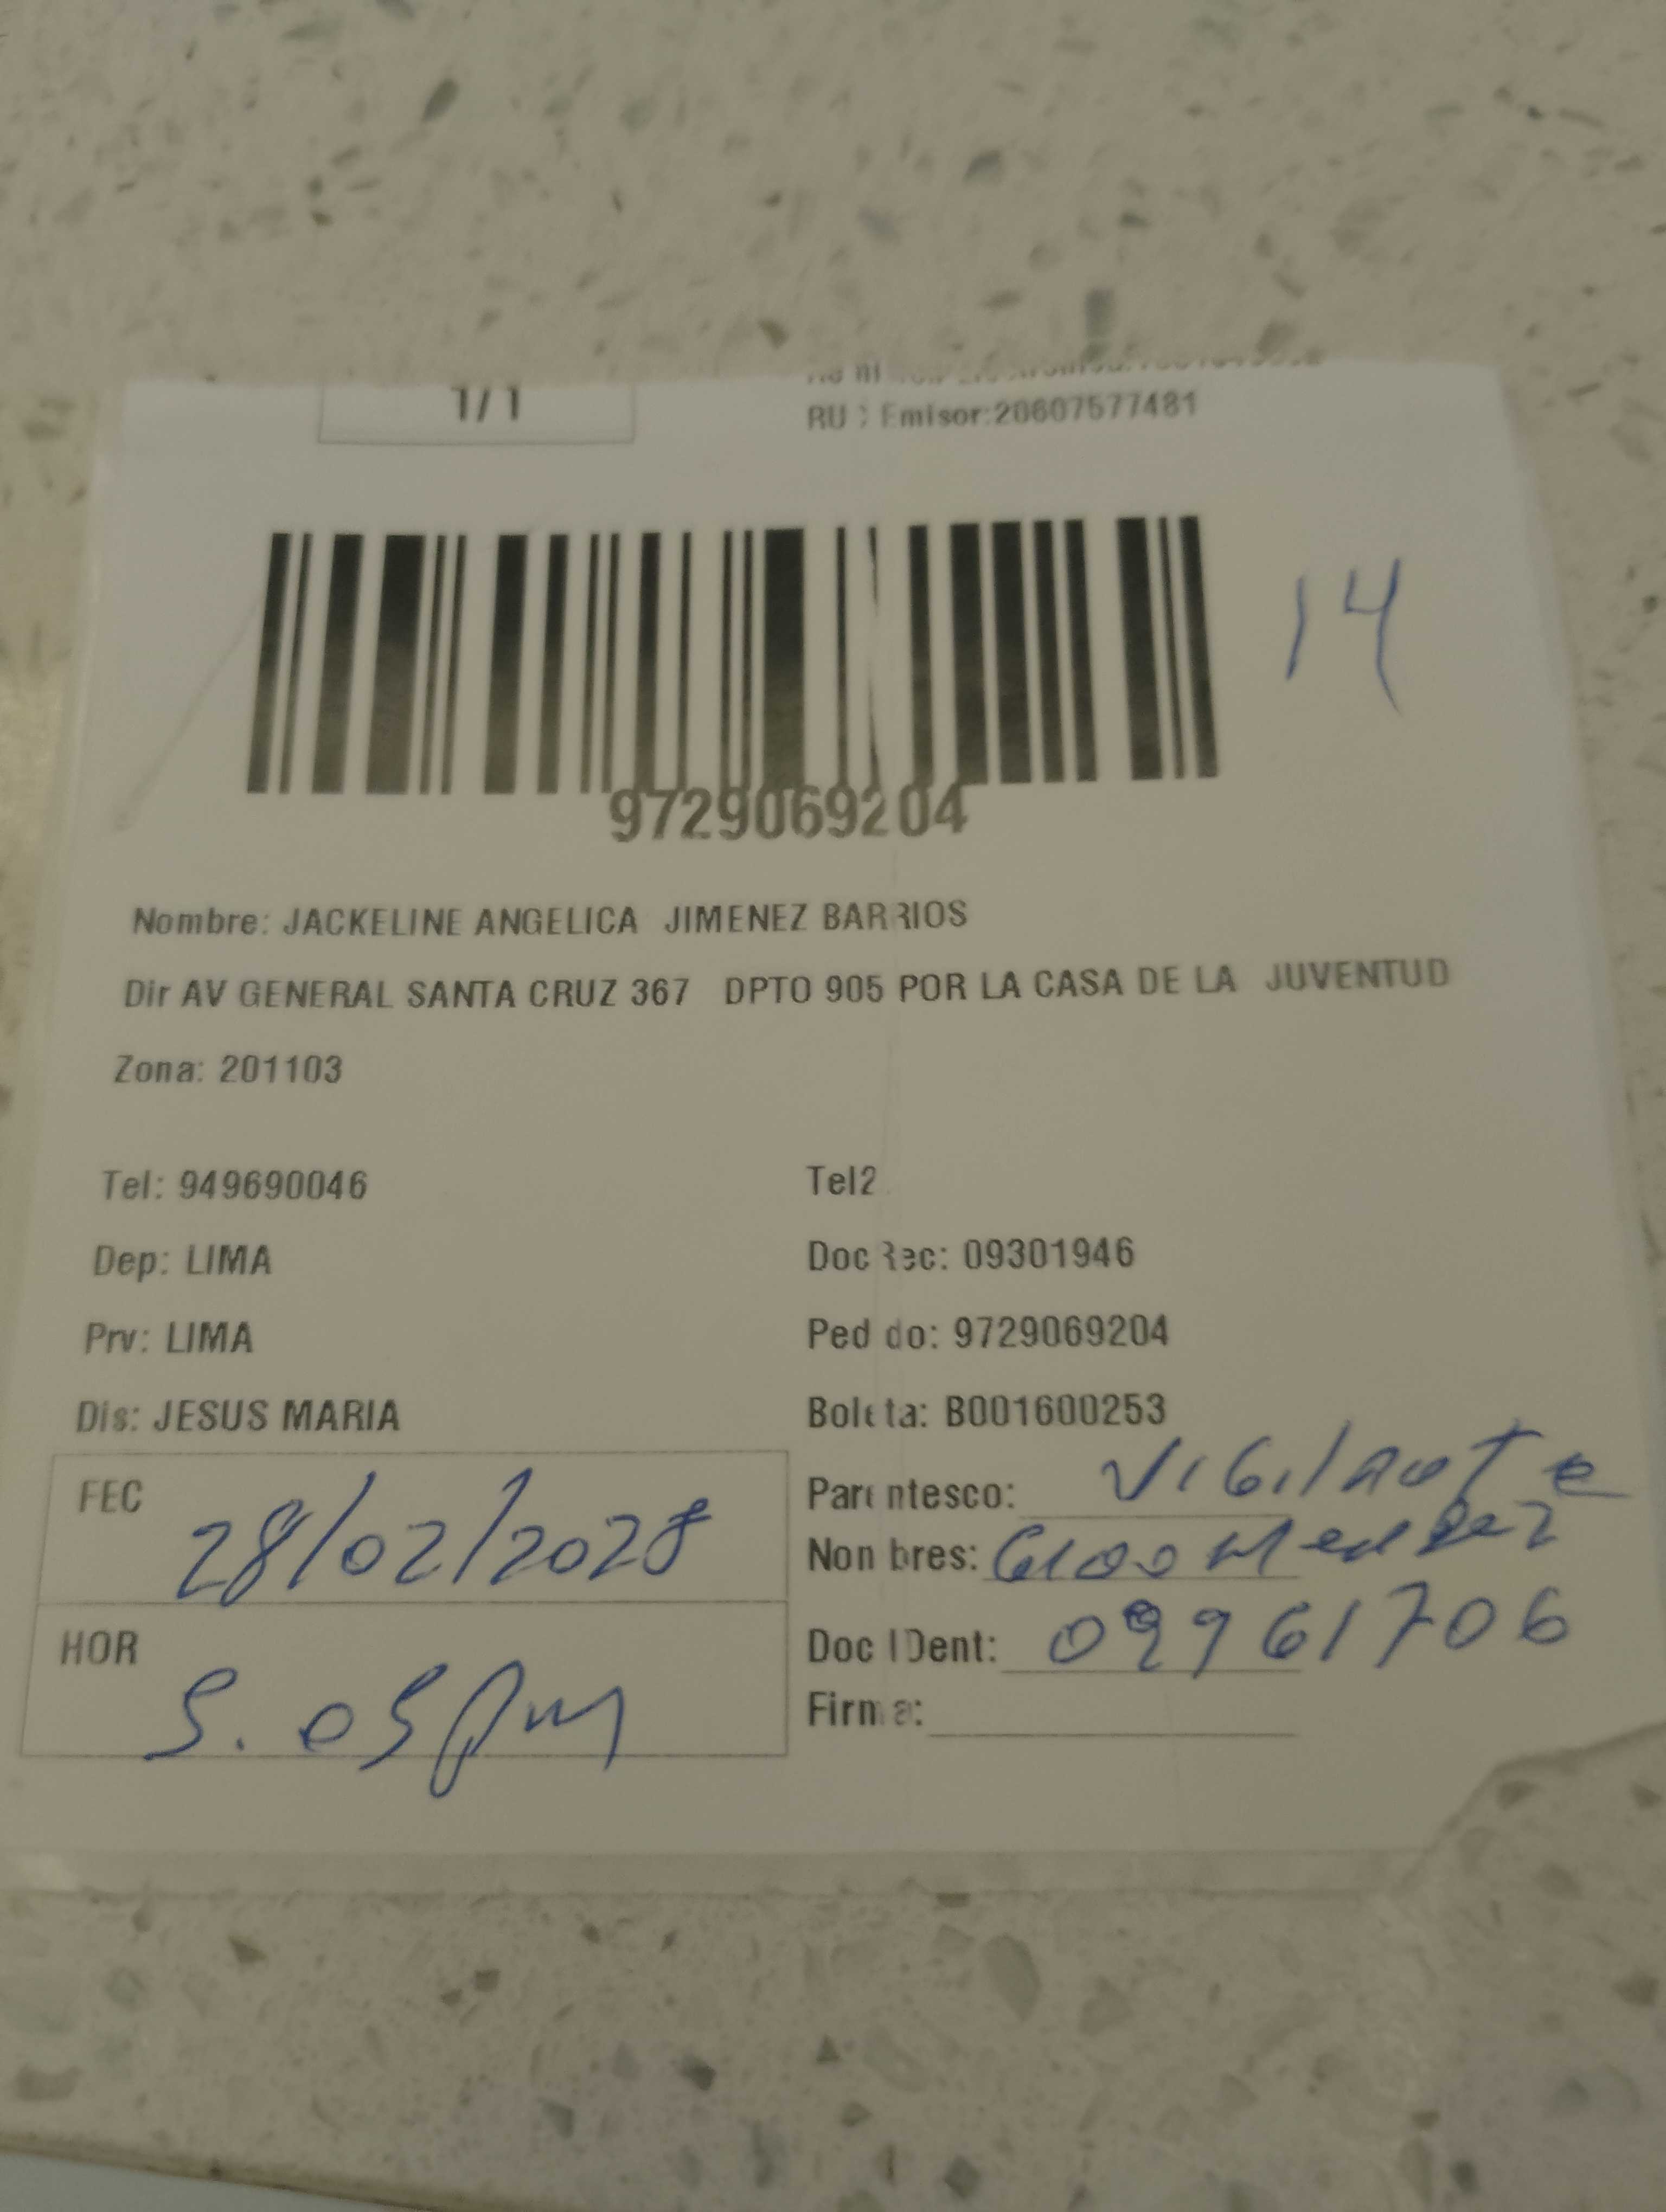 1/1
RUC Emisor:20607577481
14
9729069204
Nombre: JACKELINE ANGELICA JIMENEZ BARRIOS
Dir AV GENERAL SANTA CRUZ 367 DPTO 905 POR LA CASA DE LA JUVENTUD
Zona: 201103
Tel: 949690046
Tel2
Dep: LIMA
Doc Rec: 09301946
Prv: LIMA
Pedido: 9729069204
Dis: JESUS MARIA
Boleta: B001600253
FEC 28/02/2028
Parentesco: Vigilante
Nombres:
HOR 5.05 pm
Doc IDent: 09961706
Firma: